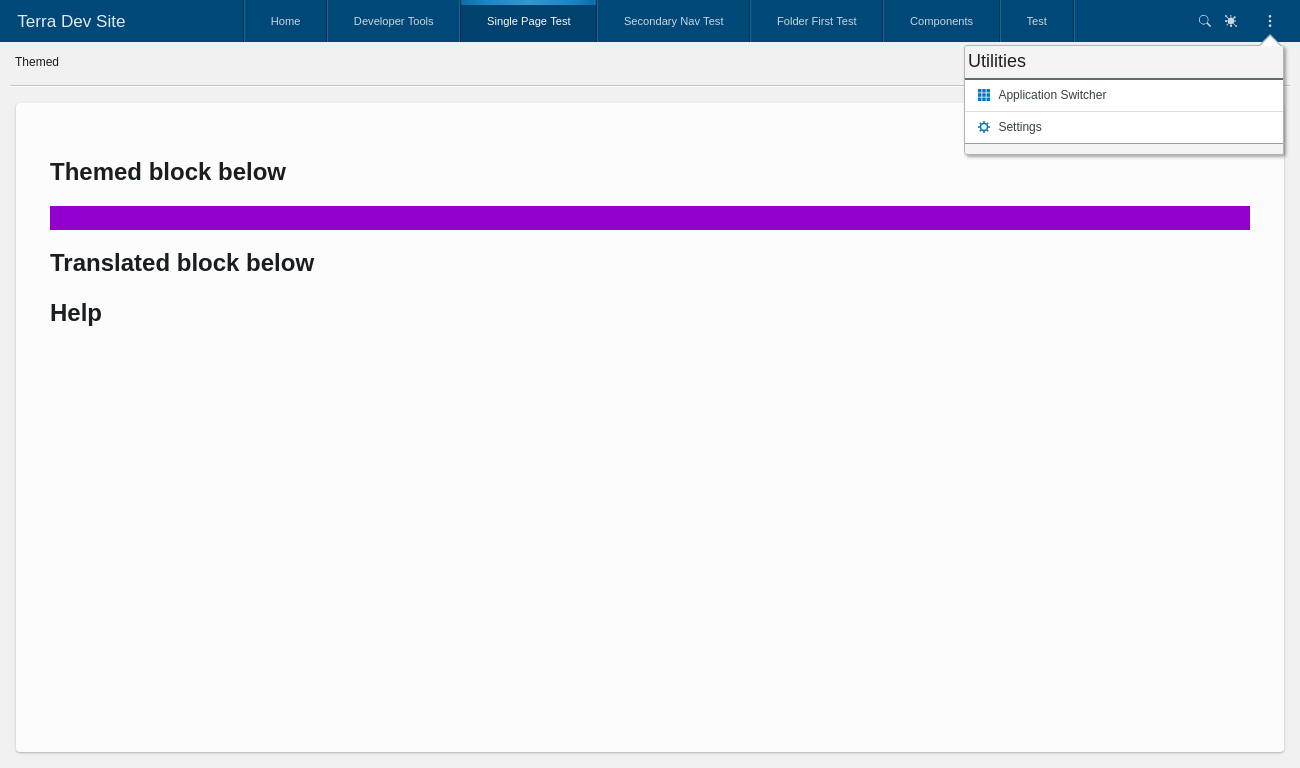 Terra Dev Site
Home
Developer Tools
Single Page Test
Secondary Nav Test
Folder First Test
Components
Test
Themed
Utilities
Application Switcher
Settings
Themed block below
Translated block below
Help